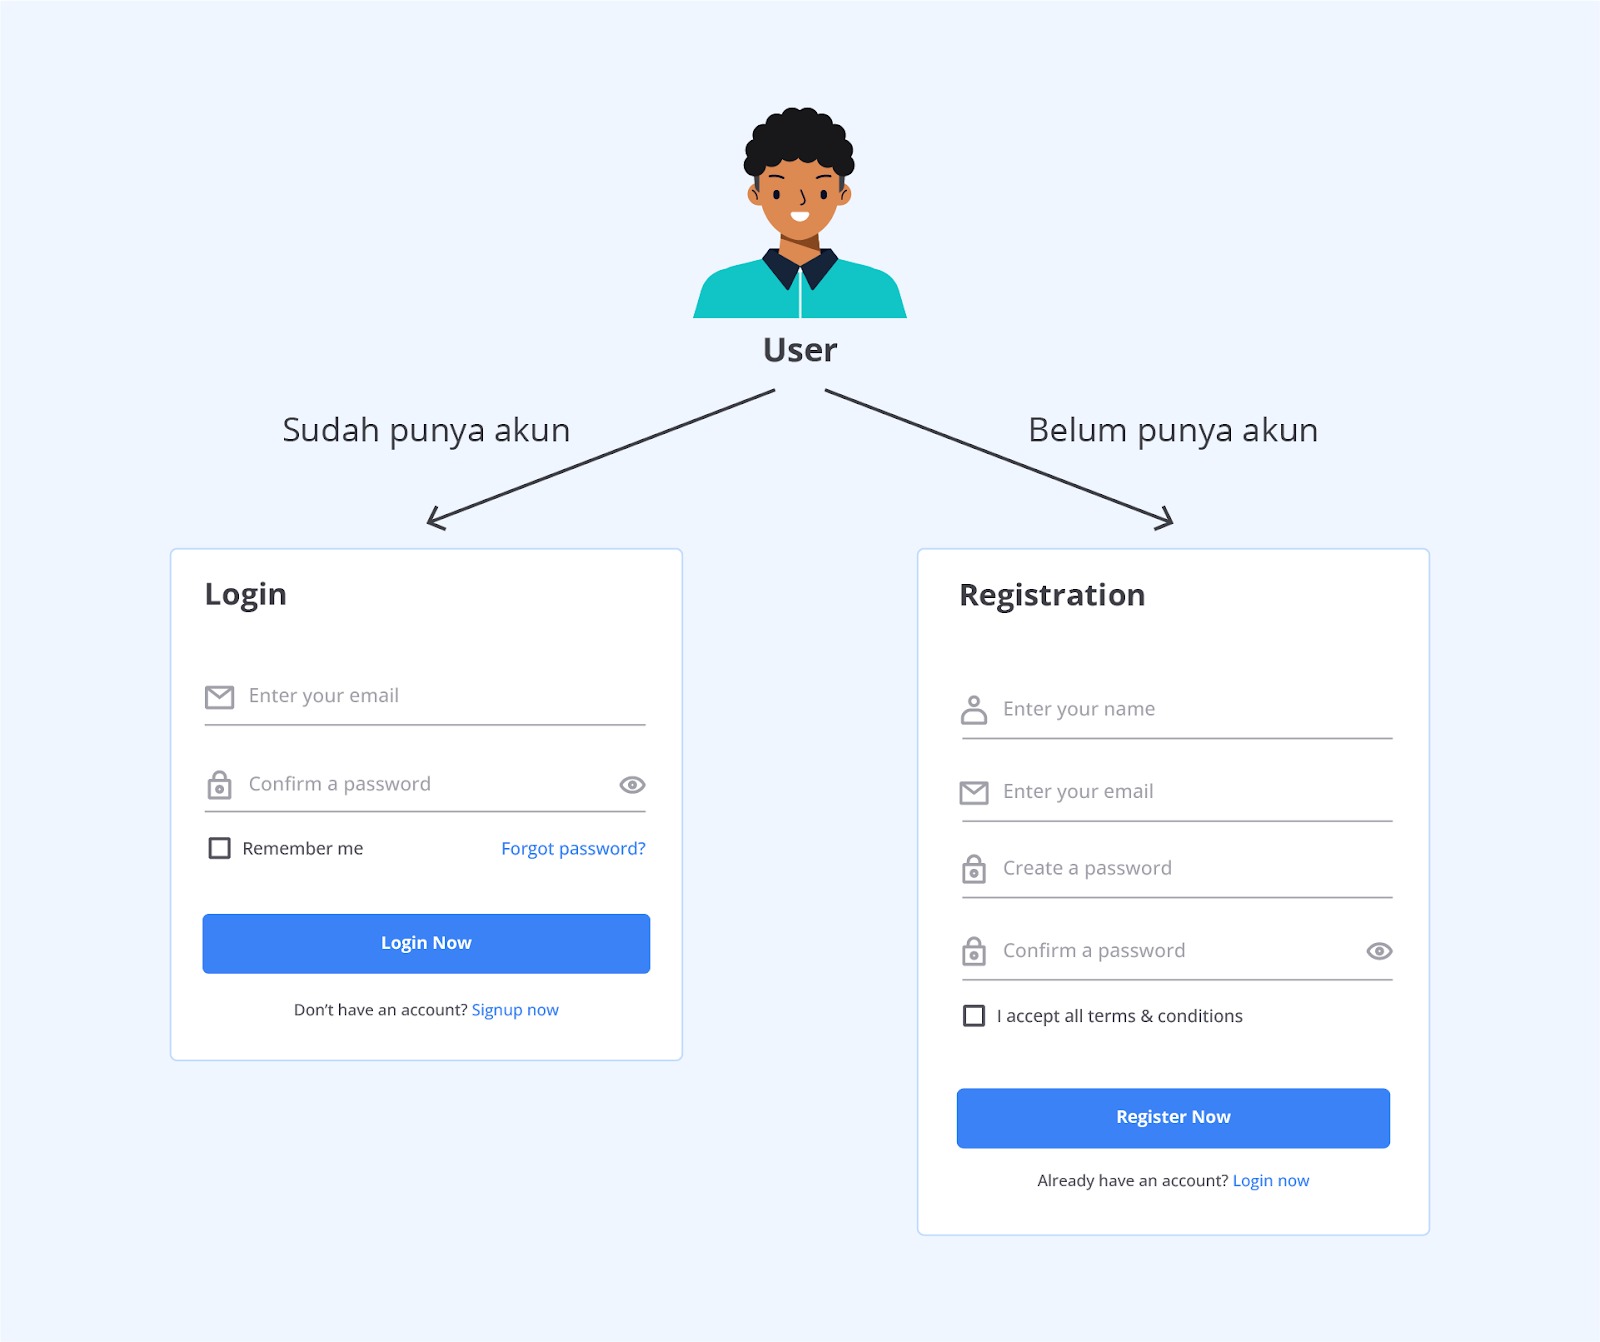 User
Sudah punya akun
Belum punya akun
Login
Enter your email
Confirm a password
Remember me
Forgot password?
Login Now
Don’t have an account? Signup now
Registration
Enter your name
Enter your email
Create a password
Confirm a password
I accept all terms & conditions
Register Now
Already have an account? Login now